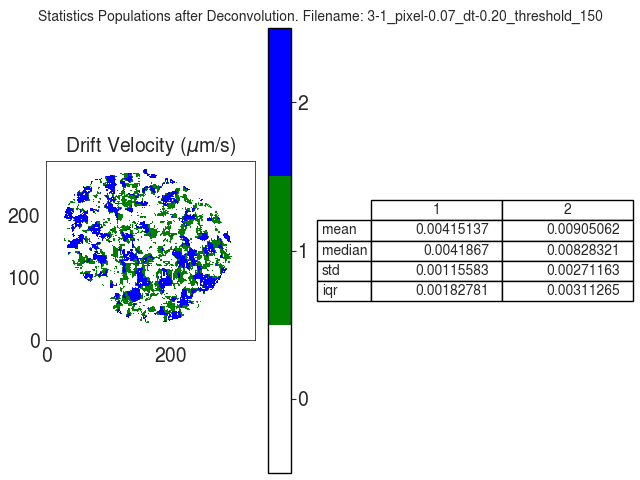 Statistics Populations after Deconvolution. Filename: 3-1_pixel-0.07_dt-0.20_threshold_150
Drift Velocity (μm/s)
200
100
0
0 200
2
1
0
1 2
mean 0.00415137 0.00905062
median 0.0041867 0.00828321
std 0.00115583 0.00271163
iqr 0.00182781 0.00311265